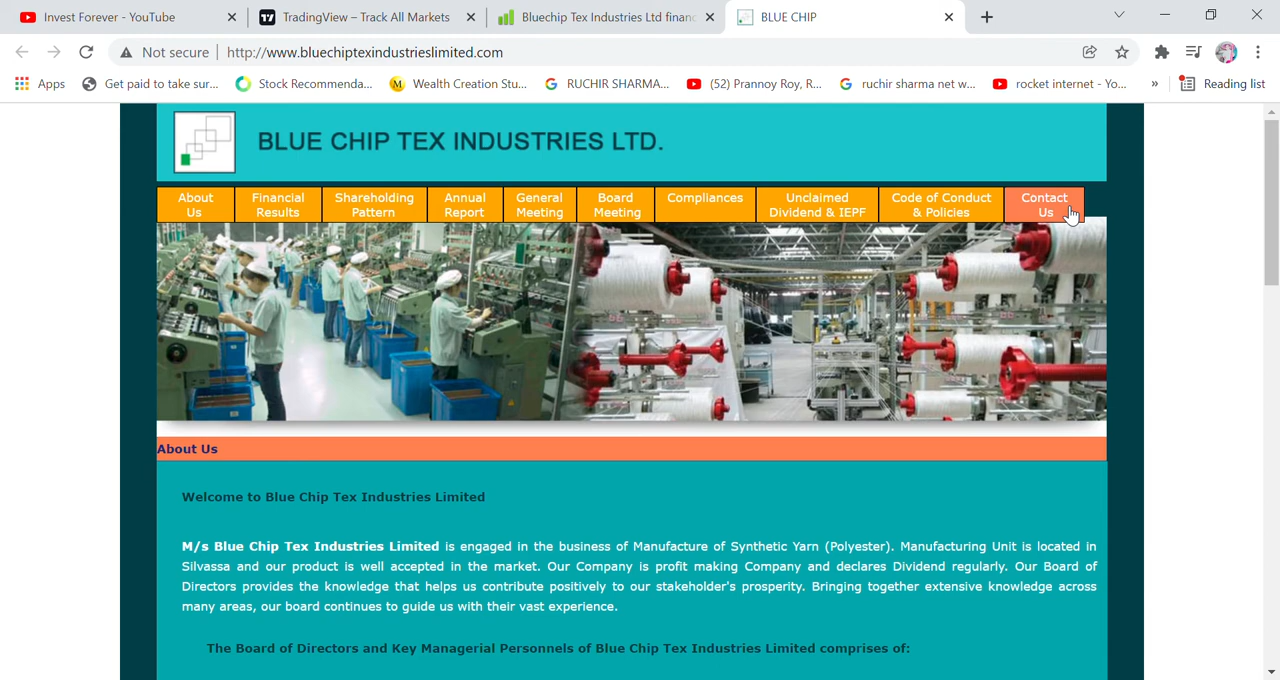 Invest Forever - YouTube
TradingView – Track All Markets
Bluechip Tex Industries Ltd financ
BLUE CHIP
Not secure
http://www.bluechiptexindustrieslimited.com
Apps
Get paid to take sur...
Stock Recommenda...
Wealth Creation Stu...
RUCHIR SHARMA...
(52) Prannoy Roy, R...
ruchir sharma net w...
rocket internet - Yo...
»
Reading list
BLUE CHIP TEX INDUSTRIES LTD.
About
Us
Financial
Results
Shareholding
Pattern
Annual
Report
General
Meeting
Board
Meeting
Compliances
Unclaimed
Dividend & IEPF
Code of Conduct
& Policies
Contact
Us
About Us
Welcome to Blue Chip Tex Industries Limited
M/s Blue Chip Tex Industries Limited is engaged in the business of Manufacture of Synthetic Yarn (Polyester). Manufacturing Unit is located in
Silvassa and our product is well accepted in the market. Our Company is profit making Company and declares Dividend regularly. Our Board of
Directors provides the knowledge that helps us contribute positively to our stakeholder's prosperity. Bringing together extensive knowledge across
many areas, our board continues to guide us with their vast experience.
The Board of Directors and Key Managerial Personnels of Blue Chip Tex Industries Limited comprises of: